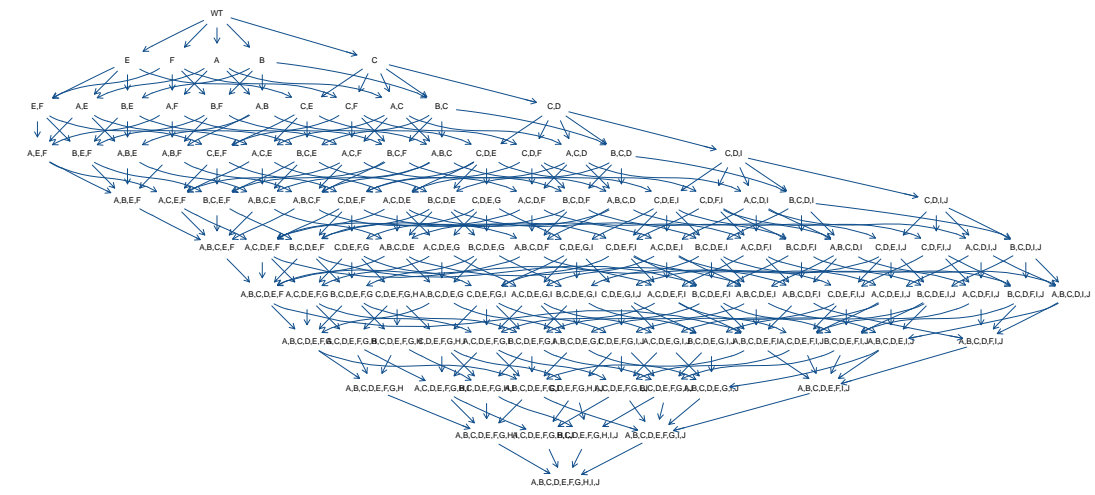 WT
E F A B C
E,F A,E B,E A,F B,F A,B C,E C,F A,C B,C C,D
A,E,F B,E,F A,B,E A,B,F C,E,F A,C,E B,C,E A,C,F B,C,F A,B,C C,D,E C,D,F A,C,D B,C,D C,D,I
A,B,E,F A,C,E,F B,C,E,F A,B,C,E A,B,C,F C,D,E,F A,C,D,E B,C,D,E C,D,E,G A,C,D,F B,C,D,F A,B,C,D C,D,E,I C,D,F,I A,C,D,I B,C,D,I C,D,I,J
A,B,C,E,F A,C,D,E,F B,C,D,E,F C,D,E,F,G A,B,C,D,E A,C,D,E,G B,C,D,E,G A,B,C,D,F C,D,E,G,I C,D,E,F,I A,C,D,E,I B,C,D,E,I A,C,D,F,I B,C,D,F,I A,B,C,D,I C,D,E,I,J C,D,F,I,J A,C,D,I,J B,C,D,I,J
A,B,C,D,E,F A,C,D,E,F,G B,C,D,E,F,G C,D,E,F,G,H A,B,C,D,E,G C,D,E,F,G,I A,C,D,E,G,I B,C,D,E,G,I C,D,E,G,I,J A,C,D,E,F,I B,C,D,E,F,I A,B,C,D,E,I A,B,C,D,F,I C,D,E,F,I,J A,C,D,E,I,J B,C,D,E,I,J A,C,D,F,I,J B,C,D,F,I,J A,B,C,D,I,J
A,B,C,D,E,F,G A,C,D,E,F,G,H B,C,D,E,F,G,H C,D,E,F,G,H,I A,C,D,E,F,G,I B,C,D,E,F,G,I A,B,C,D,E,G,I C,D,E,F,G,I,J A,C,D,E,G,I,J B,C,D,E,G,I,J A,B,C,D,E,F,I A,C,D,E,F,I,J B,C,D,E,F,I,J A,B,C,D,E,I,J A,B,C,D,F,I,J
A,B,C,D,E,F,G,H A,C,D,E,F,G,H,I B,C,D,E,F,G,H,I A,B,C,D,E,F,G,I C,D,E,F,G,H,I,J A,C,D,E,F,G,I,J B,C,D,E,F,G,I,J A,B,C,D,E,G,I,J A,B,C,D,E,F,I,J
A,B,C,D,E,F,G,H,I A,C,D,E,F,G,H,I,J B,C,D,E,F,G,H,I,J A,B,C,D,E,F,G,I,J
A,B,C,D,E,F,G,H,I,J